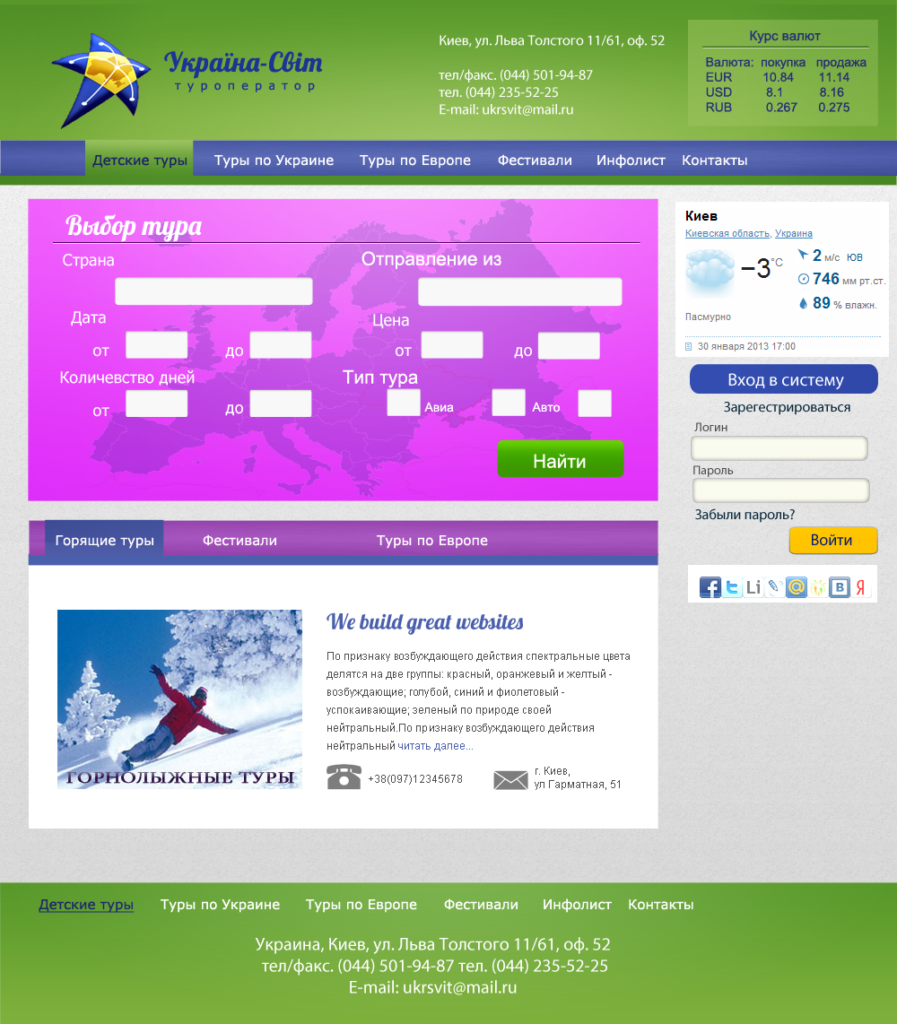 Україна-Світ
туроператор
Киев, ул. Льва Толстого 11/61, оф. 52
тел/факс. (044) 501-94-87
тел. (044) 235-52-25
E-mail: ukrsvit@mail.ru
Курс валют
Валюта: покупка продажа
EUR 10.84 11.14
USD 8.1 8.16
RUB 0.267 0.275
Детские туры Туры по Украине Туры по Европе Фестивали Инфолист Контакты
Выбор тура
Страна Отправление из
Дата Цена
от до от до
Количевство дней Тип тура
от до Авиа Авто
Найти
Киев
Киевская область, Украина
−3°C
2 м/с ЮВ
746 мм рт.ст.
89 % влажн.
Пасмурно
30 января 2013 17:00
Вход в систему
Зарегестрироваться
Логин
Пароль
Забыли пароль?
Войти
f t Li @ B Я
Горящие туры Фестивали Туры по Европе
ГОРНОЛЫЖНЫЕ ТУРЫ
We build great websites
По признаку возбуждающего действия спектральные цвета
делятся на две группы: красный, оранжевый и желтый -
возбуждающие; голубой, синий и фиолетовый -
успокаивающие; зеленый по природе своей
нейтральный.По признаку возбуждающего действия
нейтральный читать далее...
+38(097)12345678
г. Киев,
ул Гарматная, 51
Детские туры Туры по Украине Туры по Европе Фестивали Инфолист Контакты
Украина, Киев, ул. Льва Толстого 11/61, оф. 52
тел/факс. (044) 501-94-87 тел. (044) 235-52-25
E-mail: ukrsvit@mail.ru